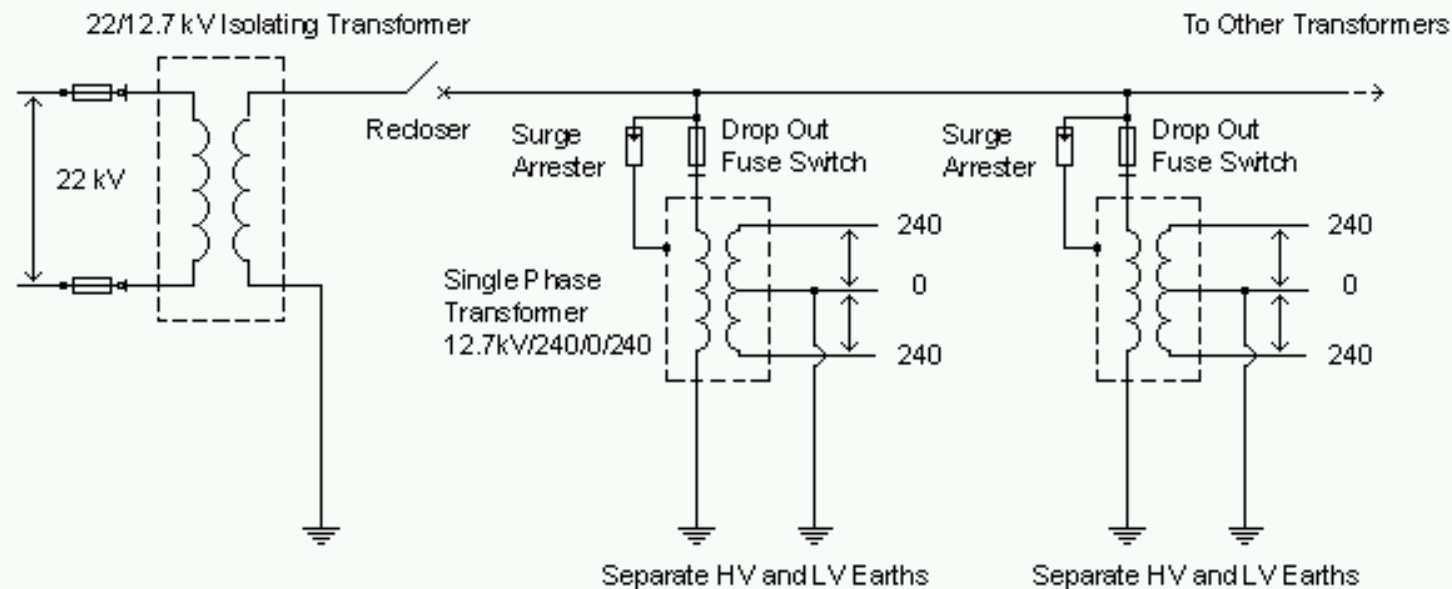 22/12.7 kV Isolating Transformer
To Other Transformers
22 kV
Recloser
Surge
Arrester
Drop Out
Fuse Switch
Surge
Arrester
Drop Out
Fuse Switch
Single Phase
Transformer
12.7kV/240/0/240
240
0
240
240
0
240
Separate HV and LV Earths
Separate HV and LV Earths